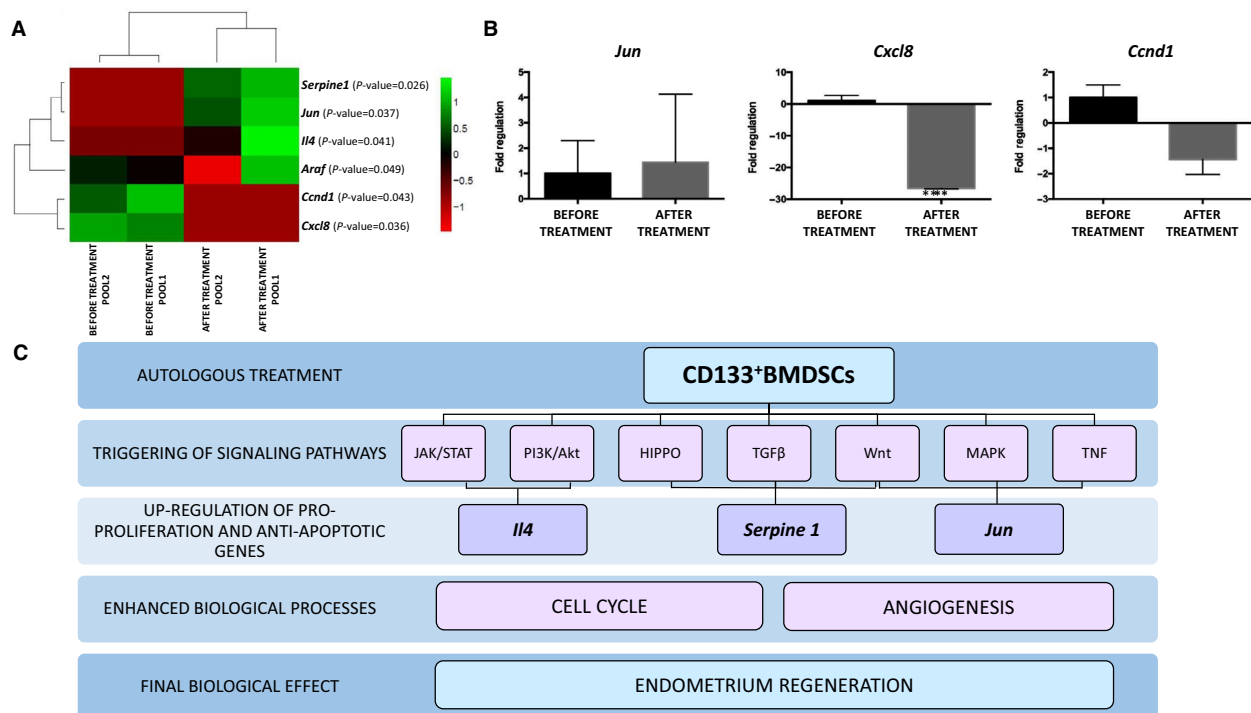 A
Serpine1 (P-value=0.026)
Jun (P-value=0.037)
Il4 (P-value=0.041)
Araf (P-value=0.049)
Ccnd1 (P-value=0.043)
Cxcl8 (P-value=0.036)
1
0.5
0
−0.5
−1
BEFORE TREATMENT
POOL2
BEFORE TREATMENT
POOL1
AFTER TREATMENT
POOL2
AFTER TREATMENT
POOL1
B
Jun
Fold regulation
5
4
3
2
1
0
BEFORE
TREATMENT
AFTER
TREATMENT
Cxcl8
Fold regulation
10
0
−10
−20
−30
****
BEFORE
TREATMENT
AFTER
TREATMENT
Ccnd1
Fold regulation
2
1
0
−1
−2
−3
BEFORE
TREATMENT
AFTER
TREATMENT
C
AUTOLOGOUS TREATMENT
CD133+BMDSCs
TRIGGERING OF SIGNALING PATHWAYS
JAK/STAT
PI3K/Akt
HIPPO
TGFβ
Wnt
MAPK
TNF
UP-REGULATION OF PRO-
PROLIFERATION AND ANTI-APOPTOTIC
GENES
Il4
Serpine 1
Jun
ENHANCED BIOLOGICAL PROCESSES
CELL CYCLE
ANGIOGENESIS
FINAL BIOLOGICAL EFFECT
ENDOMETRIUM REGENERATION